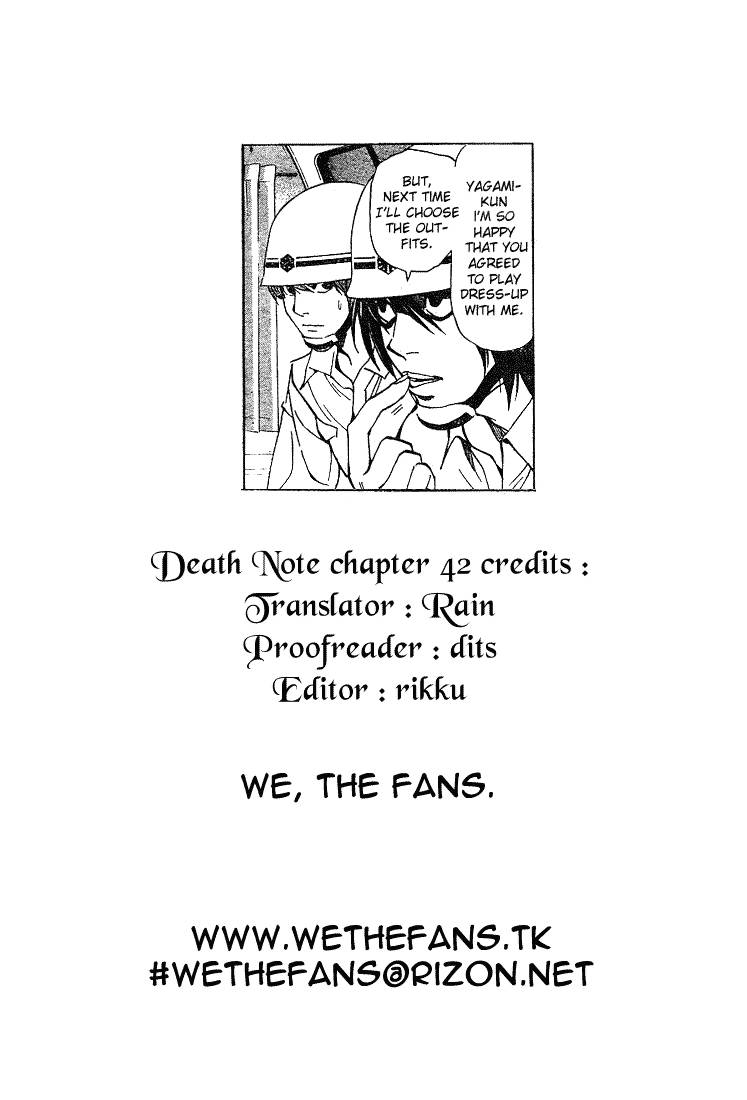 YAGAMI-
KUN
I'M SO
HAPPY
THAT YOU
AGREED
TO PLAY
DRESS-UP
WITH ME.
BUT,
NEXT TIME
I'LL CHOOSE
THE OUT-
FITS.
Death Note chapter 42 credits :
Translator : Rain
Proofreader : dits
Editor : rikku
WE, THE FANS.
WWW.WETHEFANS.TK
#WETHEFANS@RIZON.NET